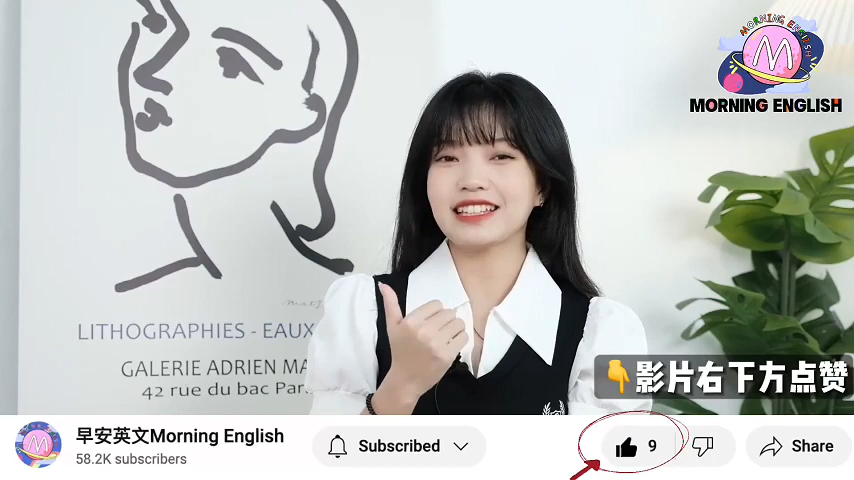 MORNING ENGLISH
MORNING ENGLISH
LITHOGRAPHIES - EAUX
GALERIE ADRIEN MA
42 rue du bac Par
影片右下方点赞
早安英文Morning English
58.2K subscribers
Subscribed
9
Share